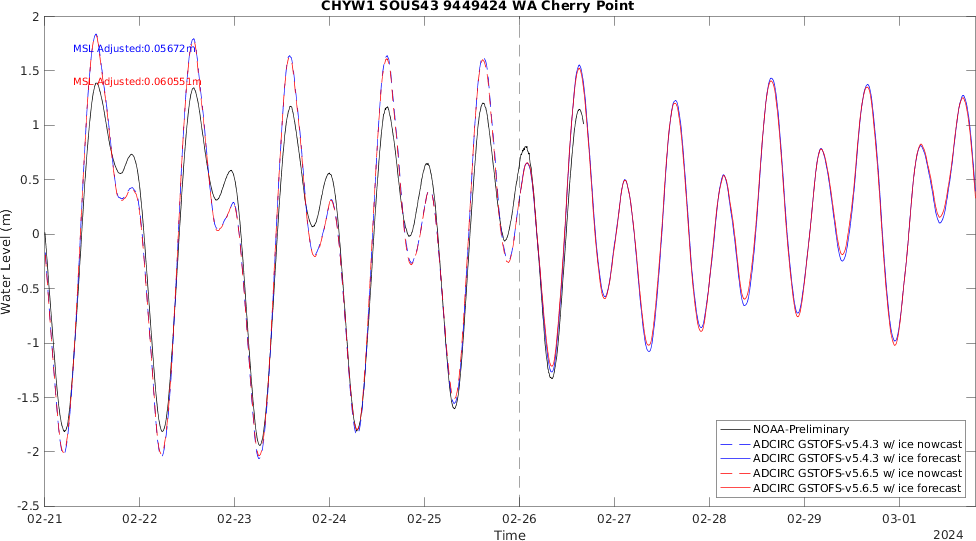 CHYW1 SOUS43 9449424 WA Cherry Point
MSL Adjusted:0.05672m
MSL Adjusted:0.060551m
2
1.5
1
0.5
0
-0.5
-1
-1.5
-2
-2.5
Water Level (m)
NOAA-Preliminary
ADCIRC GSTOFS-v5.4.3 w/ ice nowcast
ADCIRC GSTOFS-v5.4.3 w/ ice forecast
ADCIRC GSTOFS-v5.6.5 w/ ice nowcast
ADCIRC GSTOFS-v5.6.5 w/ ice forecast
02-21 02-22 02-23 02-24 02-25 02-26 02-27 02-28 02-29 03-01
Time
2024